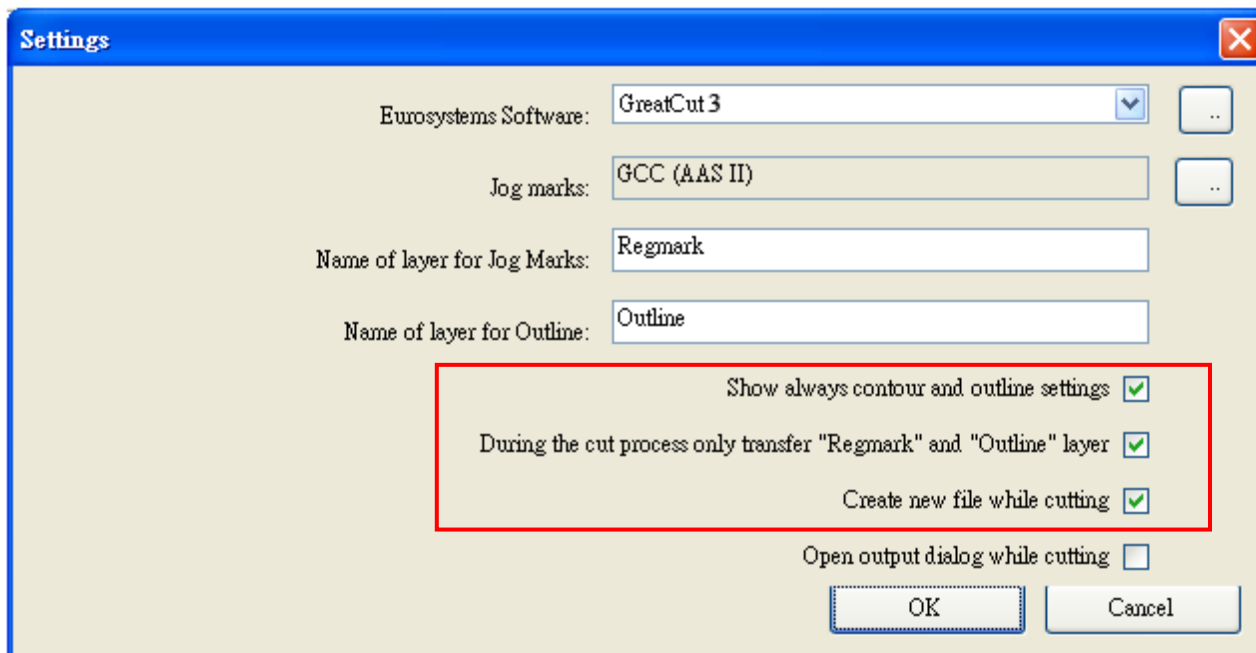 Settings
Eurosystems Software: GreatCut 3 ..
Jog marks: GCC (AAS II) ..
Name of layer for Jog Marks: Regmark
Name of layer for Outline: Outline
Show always contour and outline settings
During the cut process only transfer "Regmark" and "Outline" layer
Create new file while cutting
Open output dialog while cutting
OK Cancel